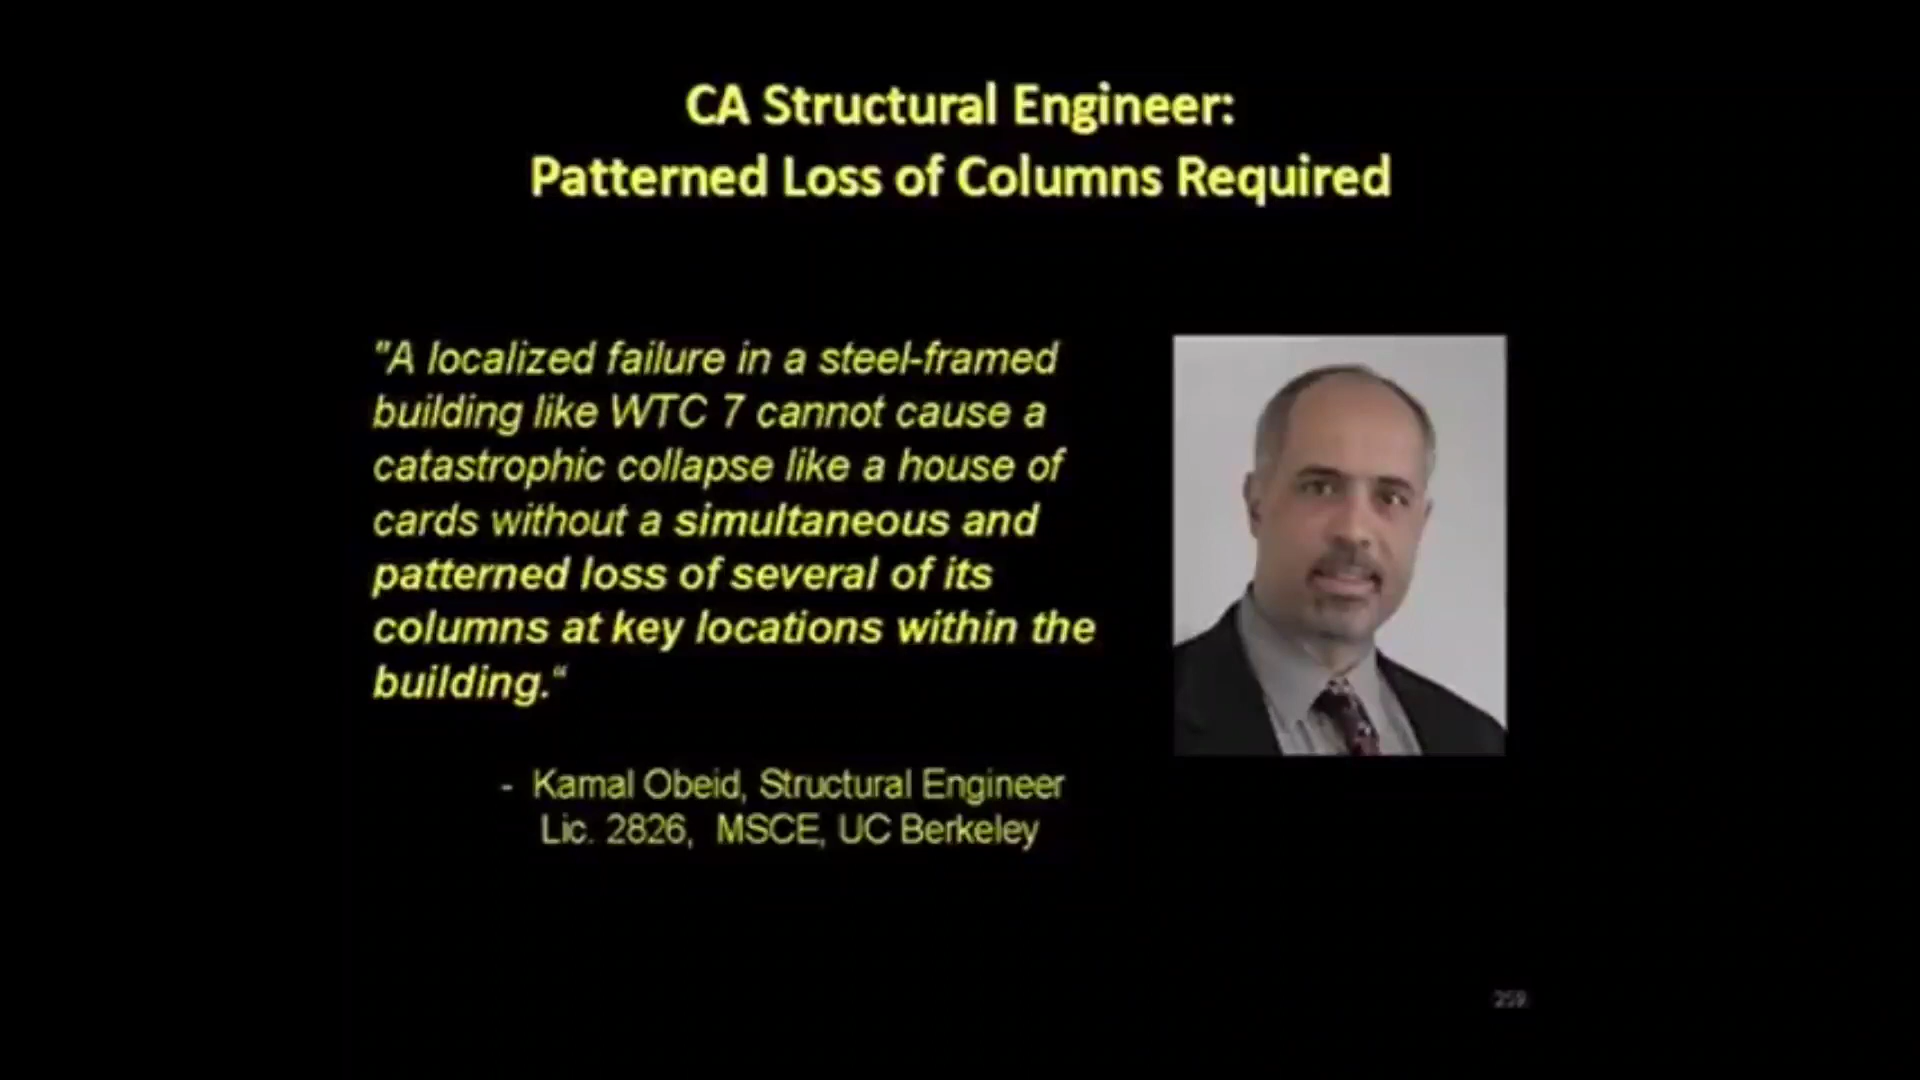 CA Structural Engineer:
Patterned Loss of Columns Required
"A localized failure in a steel-framed
building like WTC 7 cannot cause a
catastrophic collapse like a house of
cards without a simultaneous and
patterned loss of several of its
columns at key locations within the
building.“
- Kamal Obeid, Structural Engineer
Lic. 2826, MSCE, UC Berkeley
259